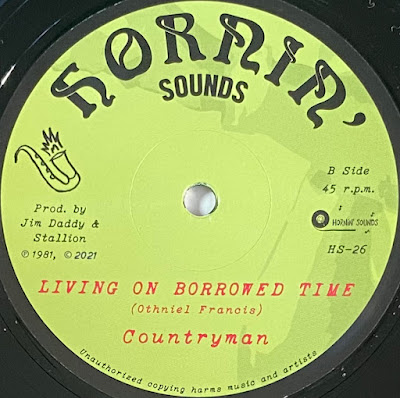 HORNIN'
SOUNDS
B Side
45 r.p.m.
HORNIN' SOUNDS
HS-26
Prod. by
Jim Daddy &
Stallion
℗ 1981, © 2021
LIVING ON BORROWED TIME
(Othniel Francis)
Countryman
Unauthorized copying harms music and artists